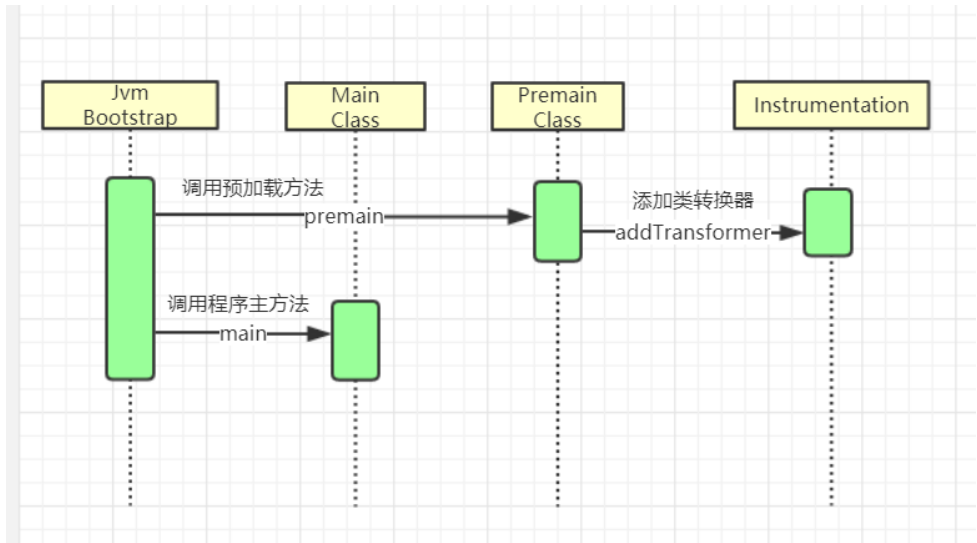 Jvm
Bootstrap
Main
Class
Premain
Class
Instrumentation
调用预加载方法
premain
添加类转换器
addTransformer
调用程序主方法
main